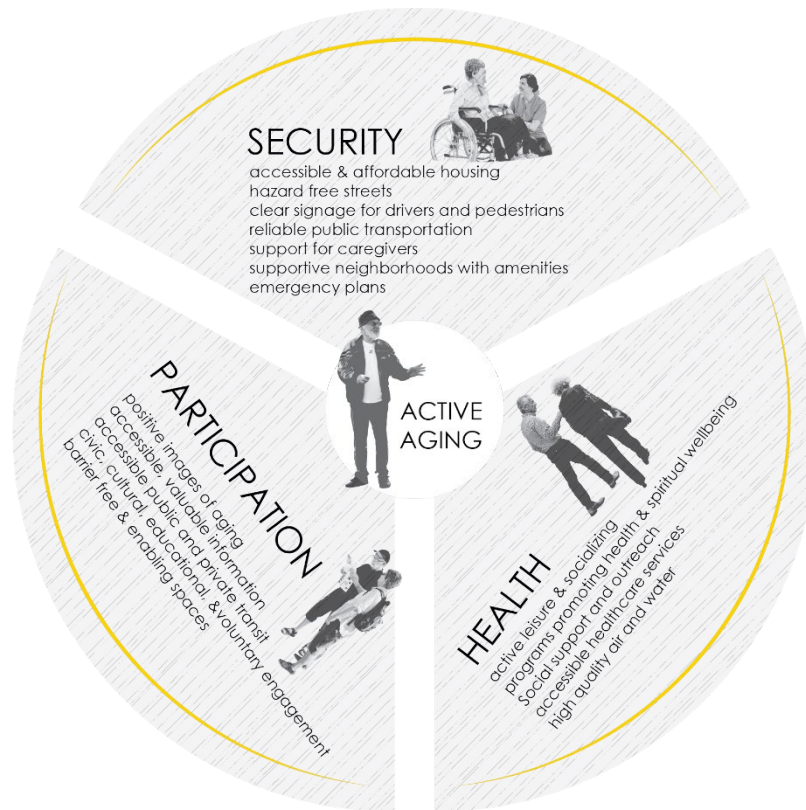 SECURITY
accessible & affordable housing
hazard free streets
clear signage for drivers and pedestrians
reliable public transportation
support for caregivers
supportive neighborhoods with amenities
emergency plans
ACTIVE
AGING
PARTICIPATION
positive images of aging
accessible, valuable information
accessible public and private transit
civic, cultural, educational, &voluntary engagement
barrier free & enabling spaces
HEALTH
active leisure & socializing
programs promoting health & spiritual wellbeing
Social support and outreach
accessible healthcare services
high quality air and water